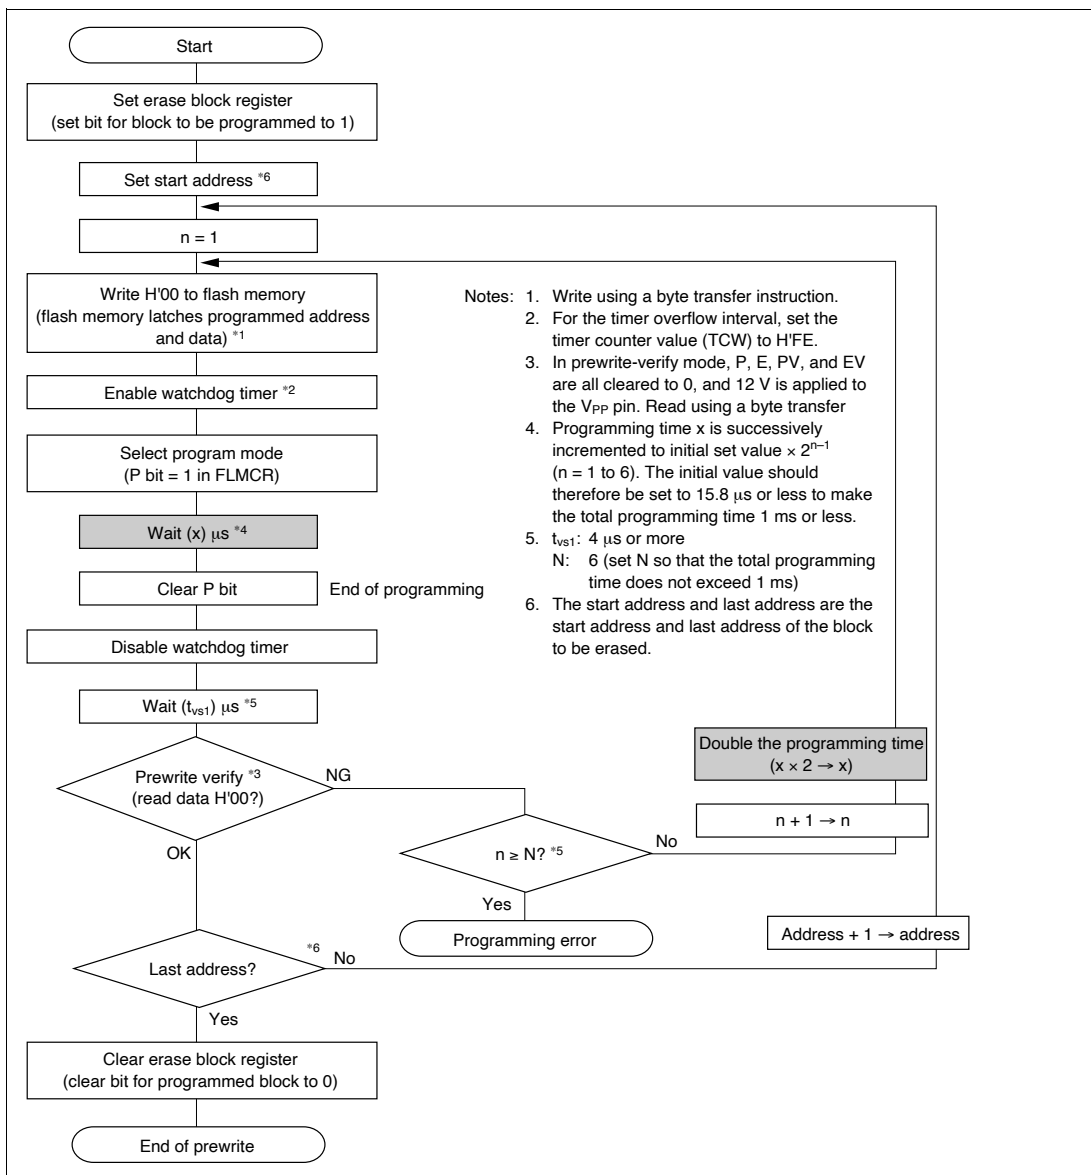 Start
Set erase block register
(set bit for block to be programmed to 1)
Set start address *6
n = 1
Write H'00 to flash memory
(flash memory latches programmed address
and data) *1
Enable watchdog timer *2
Select program mode
(P bit = 1 in FLMCR)
Wait (x) μs *4
Clear P bit
End of programming
Disable watchdog timer
Wait (tvs1) μs *5
Prewrite verify *3
(read data H'00?)
NG
OK
n ≥ N? *5
No
Yes
Programming error
Double the programming time
(x × 2 → x)
n + 1 → n
Address + 1 → address
*6
Last address?
No
Yes
Clear erase block register
(clear bit for programmed block to 0)
End of prewrite
Notes: 1. Write using a byte transfer instruction.
2. For the timer overflow interval, set the
timer counter value (TCW) to H'FE.
3. In prewrite-verify mode, P, E, PV, and EV
are all cleared to 0, and 12 V is applied to
the VPP pin. Read using a byte transfer
4. Programming time x is successively
incremented to initial set value × 2^n–1
(n = 1 to 6). The initial value should
therefore be set to 15.8 μs or less to make
the total programming time 1 ms or less.
5. tvs1: 4 μs or more
N: 6 (set N so that the total programming
time does not exceed 1 ms)
6. The start address and last address are the
start address and last address of the block
to be erased.